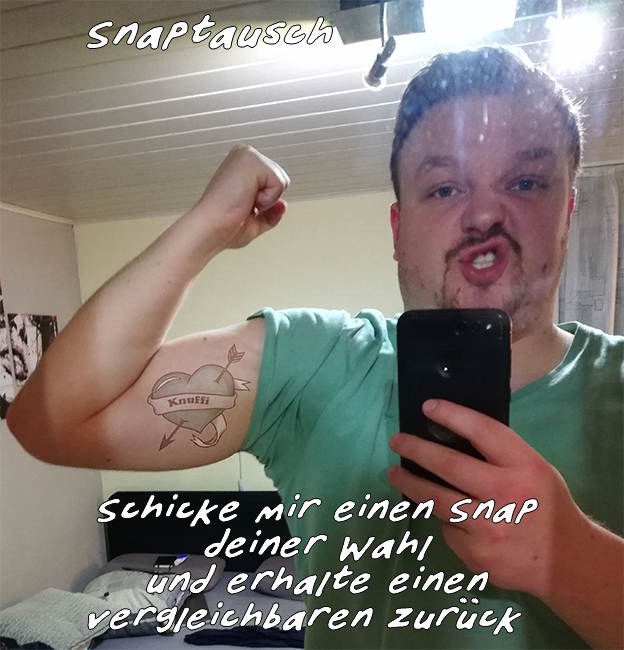 Snaptausch
Knuffi
Schicke mir einen Snap
deiner Wahl
und erhalte einen
vergleichbaren zurück